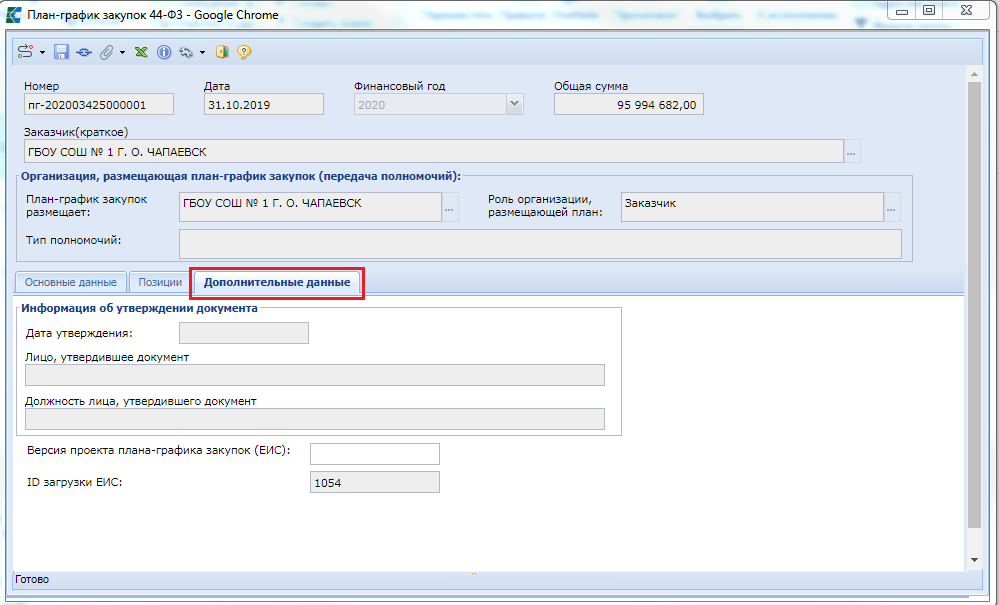 План-график закупок 44-ФЗ - Google Chrome
Номер Дата Финансовый год Общая сумма
пг-202003425000001 31.10.2019 2020 95 994 682,00
Заказчик(краткое)
ГБОУ СОШ № 1 Г. О. ЧАПАЕВСК ...
Организация, размещающая план-график закупок (передача полномочий):
План-график закупок размещает: ГБОУ СОШ № 1 Г. О. ЧАПАЕВСК ... Роль организации, размещающей план: Заказчик ...
Тип полномочий:
Основные данные Позиции Дополнительные данные
Информация об утверждении документа
Дата утверждения:
Лицо, утвердившее документ
Должность лица, утвердившего документ
Версия проекта плана-графика закупок (ЕИС):
ID загрузки ЕИС: 1054
Готово